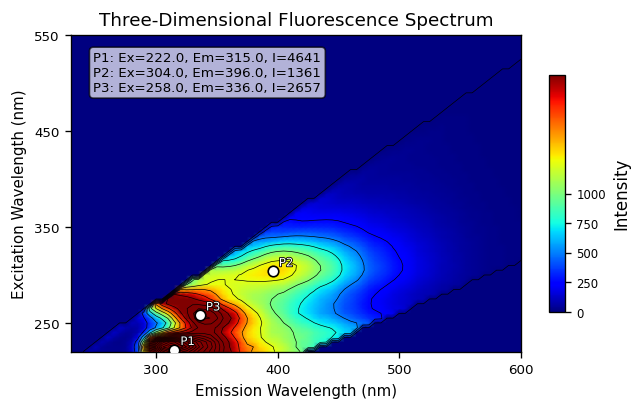 Three-Dimensional Fluorescence Spectrum
P1: Ex=222.0, Em=315.0, I=4641
P2: Ex=304.0, Em=396.0, I=1361
P3: Ex=258.0, Em=336.0, I=2657
550
450
350
250
Excitation Wavelength (nm)
P2
P3
P1
300
400
500
600
Emission Wavelength (nm)
1000
750
500
250
0
Intensity